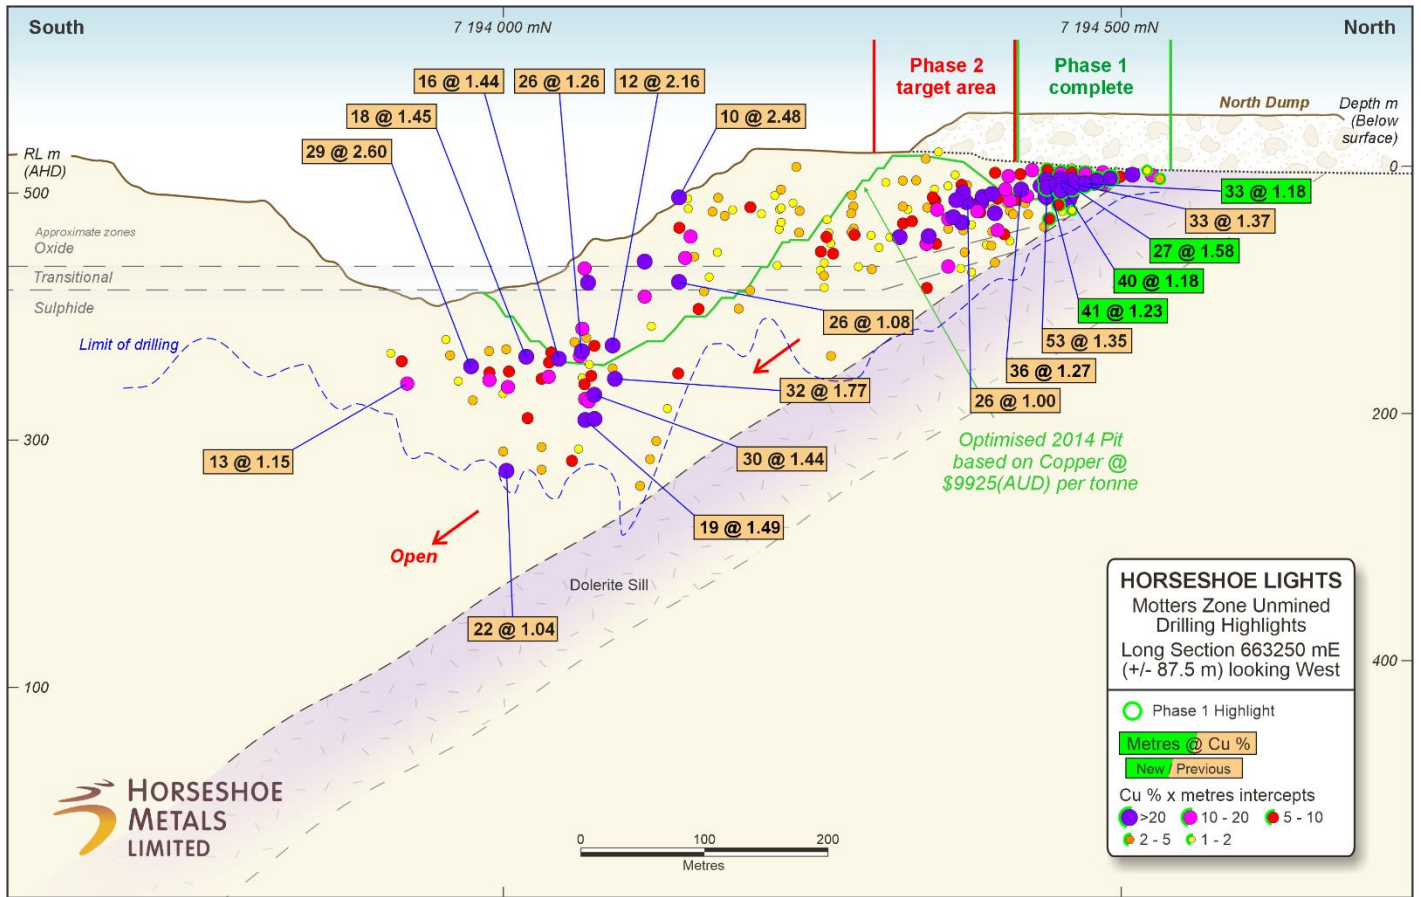 South
7 194 000 mN
7 194 500 mN
North
Phase 2
target area
Phase 1
complete
North Dump
Depth m
(Below
surface)
16 @ 1.44
26 @ 1.26
12 @ 2.16
18 @ 1.45
10 @ 2.48
29 @ 2.60
RL m
(AHD)
0
500
33 @ 1.18
33 @ 1.37
Approximate zones
Oxide
27 @ 1.58
Transitional
40 @ 1.18
Sulphide
41 @ 1.23
26 @ 1.08
53 @ 1.35
Limit of drilling
36 @ 1.27
32 @ 1.77
26 @ 1.00
200
300
13 @ 1.15
30 @ 1.44
Optimised 2014 Pit
based on Copper @
$9925(AUD) per tonne
19 @ 1.49
Open
Dolerite Sill
22 @ 1.04
400
100
HORSESHOE LIGHTS
Motters Zone Unmined
Drilling Highlights
Long Section 663250 mE
(+/- 87.5 m) looking West
Phase 1 Highlight
Metres @ Cu %
New / Previous
Cu % x metres intercepts
>20
10 - 20
5 - 10
2 - 5
1 - 2
HORSESHOE
METALS
LIMITED
0
100
200
Metres